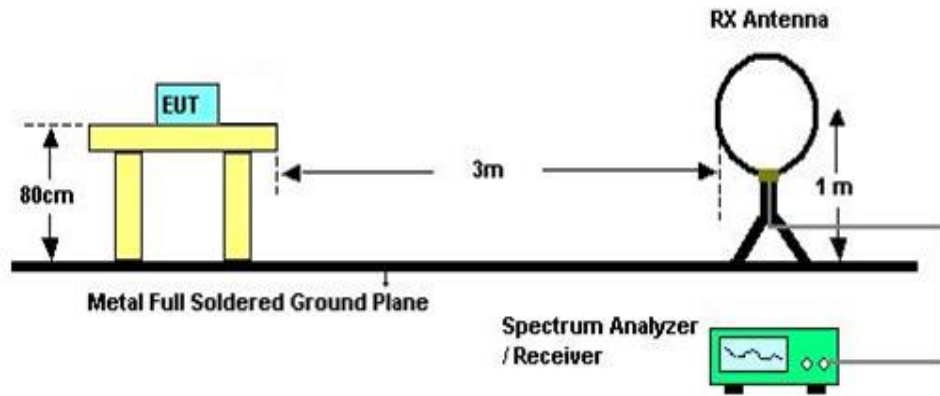 RX Antenna
EUT
80cm
3m
1 m
Metal Full Soldered Ground Plane
Spectrum Analyzer
/ Receiver